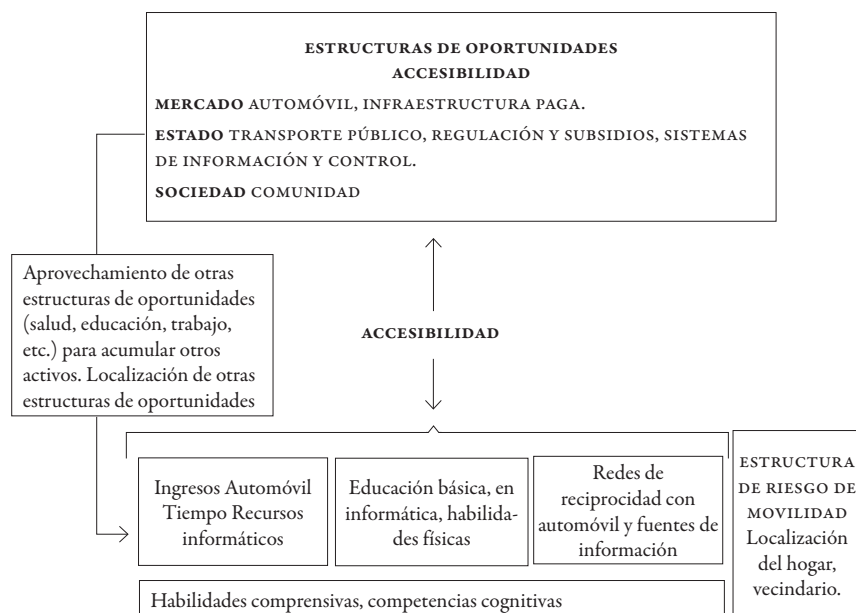 ESTRUCTURAS DE OPORTUNIDADES
ACCESIBILIDAD
MERCADO AUTOMÓVIL, INFRAESTRUCTURA PAGA.
ESTADO TRANSPORTE PÚBLICO, REGULACIÓN Y SUBSIDIOS, SISTEMAS
DE INFORMACIÓN Y CONTROL.
SOCIEDAD COMUNIDAD
Aprovechamiento de otras
estructuras de oportunidades
(salud, educación, trabajo,
etc.) para acumular otros
activos. Localización de otras
estructuras de oportunidades
ACCESIBILIDAD
Ingresos Automóvil
Tiempo Recursos
informáticos
Educación básica, en
informática, habilida-
des físicas
Redes de
reciprocidad con
automóvil y fuentes de
información
ESTRUCTURA
DE RIESGO DE
MOVILIDAD
Localización
del hogar,
vecindario.
Habilidades comprensivas, competencias cognitivas